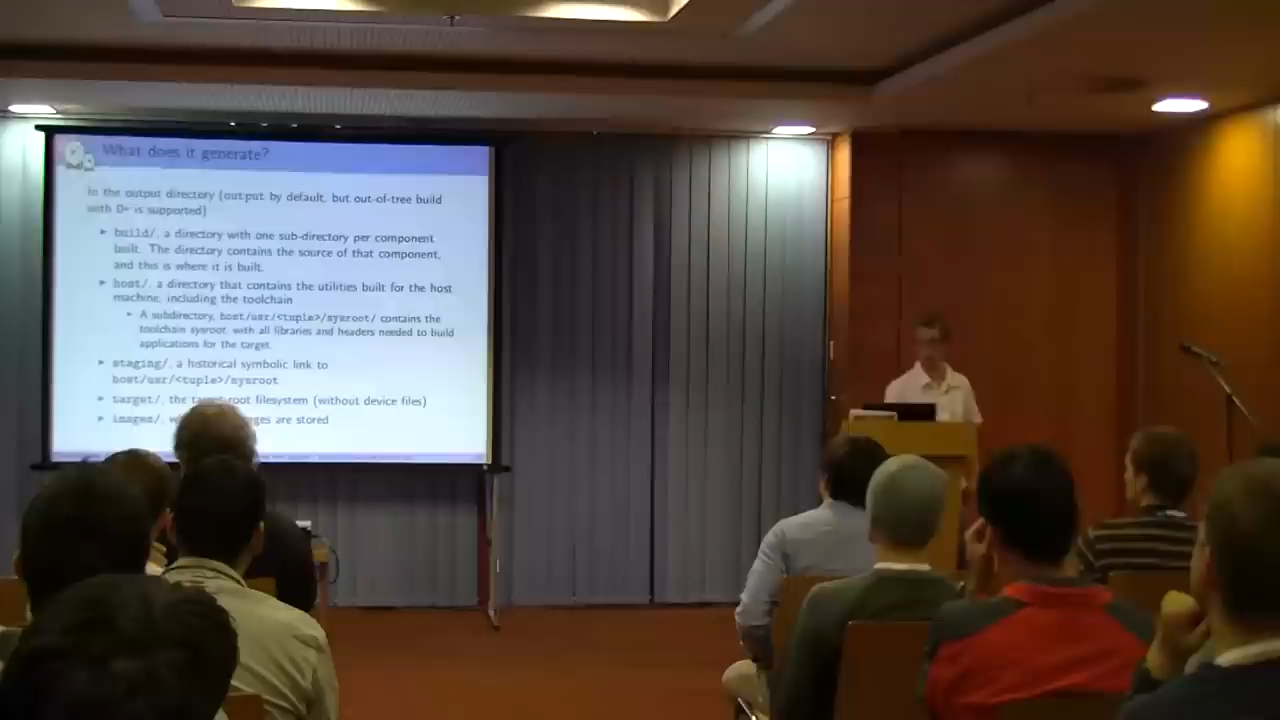 What does it generate?
In the output directory (output by default, but out-of-tree build
with O= is supported)
▸ build/, a directory with one sub-directory per component
built. The directory contains the source of that component,
and this is where it is built.
▸ host/, a directory that contains the utilities built for the host
machine, including the toolchain
▸ A subdirectory, host/usr/<tuple>/sysroot/ contains the
toolchain sysroot, with all libraries and headers needed to build
applications for the target.
▸ staging/, a historical symbolic link to
host/usr/<tuple>/sysroot
▸ target/, the target root filesystem (without device files)
▸ images/, are stored